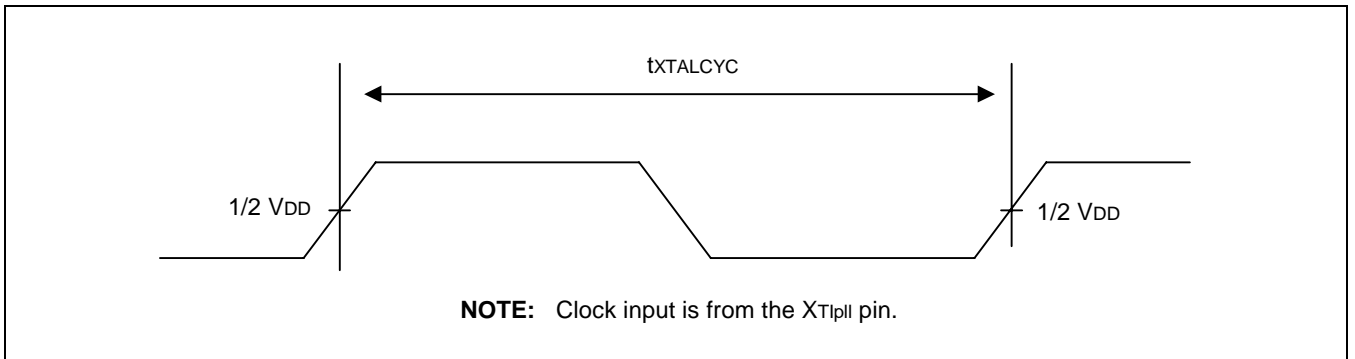 tXTALCYC
1/2 VDD
1/2 VDD
NOTE: Clock input is from the XTIpll pin.